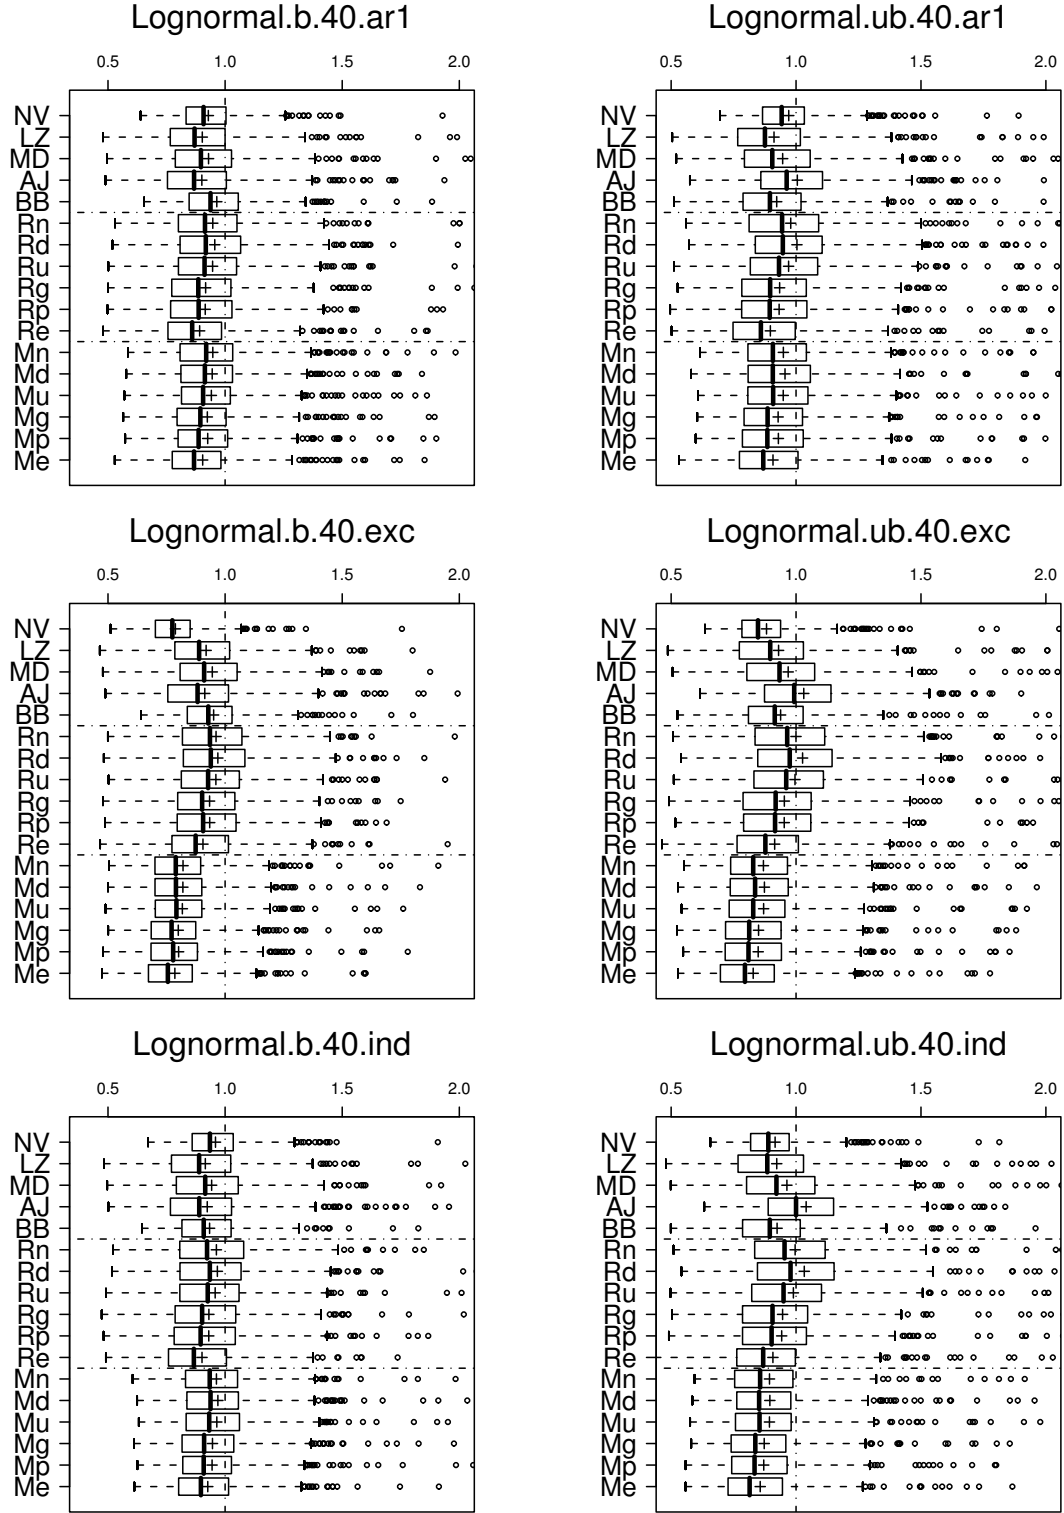 Lognormal.b.40.ar1
0.5 1.0 1.5 2.0
NV
LZ
MD
AJ
BB
Rn
Rd
Ru
Rg
Rp
Re
Mn
Md
Mu
Mg
Mp
Me
Lognormal.ub.40.ar1
0.5 1.0 1.5 2.0
NV
LZ
MD
AJ
BB
Rn
Rd
Ru
Rg
Rp
Re
Mn
Md
Mu
Mg
Mp
Me
Lognormal.b.40.exc
0.5 1.0 1.5 2.0
NV
LZ
MD
AJ
BB
Rn
Rd
Ru
Rg
Rp
Re
Mn
Md
Mu
Mg
Mp
Me
Lognormal.ub.40.exc
0.5 1.0 1.5 2.0
NV
LZ
MD
AJ
BB
Rn
Rd
Ru
Rg
Rp
Re
Mn
Md
Mu
Mg
Mp
Me
Lognormal.b.40.ind
0.5 1.0 1.5 2.0
NV
LZ
MD
AJ
BB
Rn
Rd
Ru
Rg
Rp
Re
Mn
Md
Mu
Mg
Mp
Me
Lognormal.ub.40.ind
0.5 1.0 1.5 2.0
NV
LZ
MD
AJ
BB
Rn
Rd
Ru
Rg
Rp
Re
Mn
Md
Mu
Mg
Mp
Me